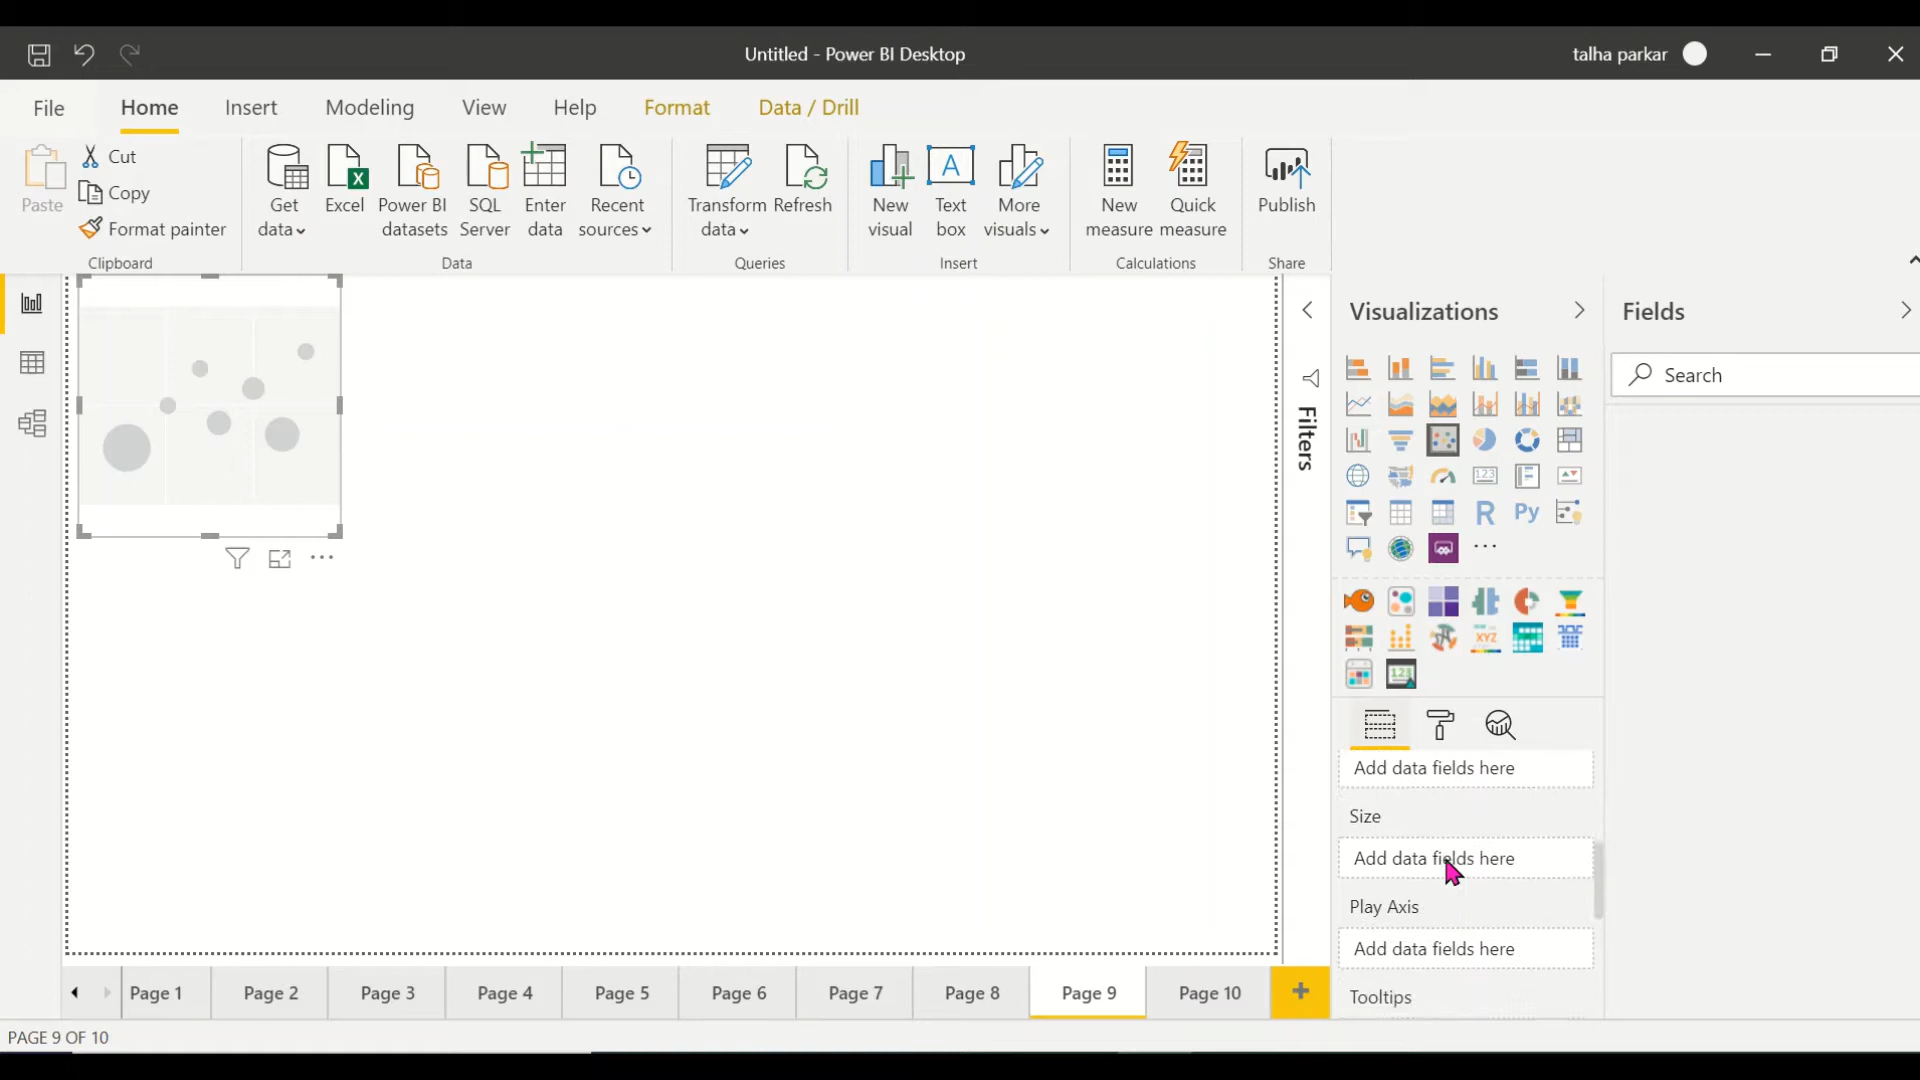 Untitled - Power BI Desktop
talha parkar
File Home Insert Modeling View Help Format Data / Drill
Paste
Cut
Copy
Format painter
Clipboard
Get data
Excel
Power BI datasets
SQL Server
Enter data
Recent sources
Data
Transform data
Refresh
Queries
New visual
Text box
More visuals
Insert
New measure
Quick measure
Calculations
Publish
Share
Filters
Visualizations
Fields
Search
123
R
Py
XYZ
123
Add data fields here
Size
Add data fields here
Play Axis
Add data fields here
Tooltips
Page 1 Page 2 Page 3 Page 4 Page 5 Page 6 Page 7 Page 8 Page 9 Page 10
PAGE 9 OF 10